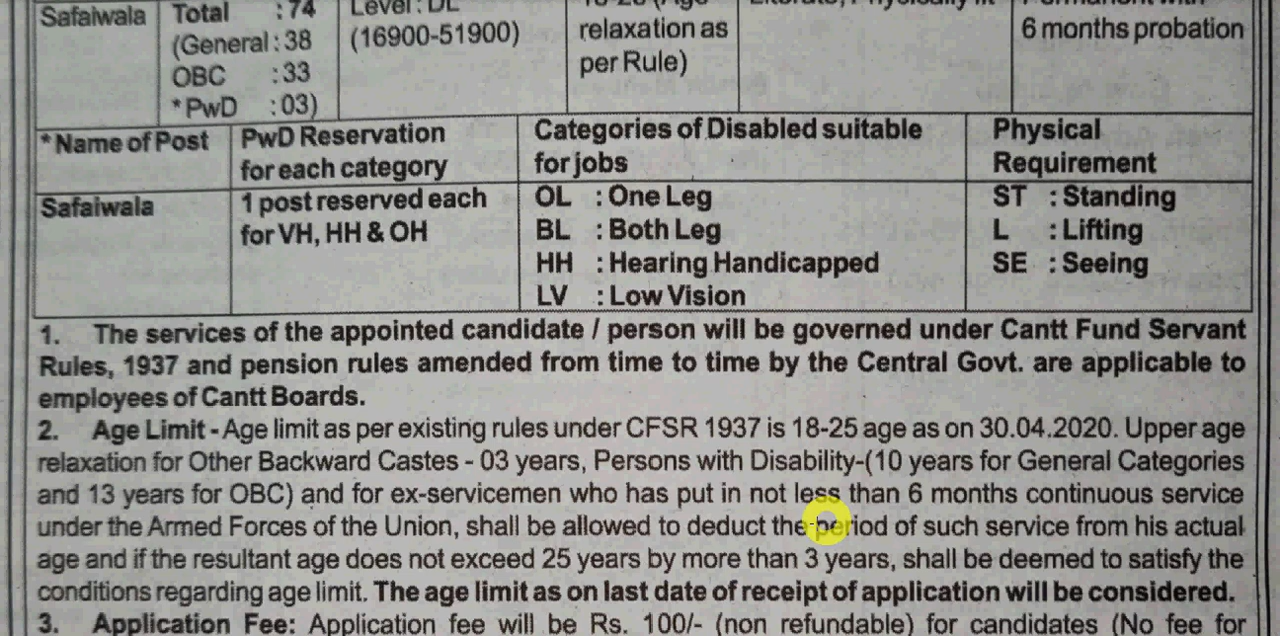 Safaiwala Total : 74
(General : 38 (16900-51900) relaxation as 6 months probation
OBC : 33 per Rule)
*PwD : 03)
*Name of Post PwD Reservation for each category Categories of Disabled suitable for jobs Physical Requirement
Safaiwala 1 post reserved each for VH, HH & OH
OL : One Leg
BL : Both Leg
HH : Hearing Handicapped
LV : Low Vision
ST : Standing
L : Lifting
SE : Seeing
1. The services of the appointed candidate / person will be governed under Cantt Fund Servant
Rules, 1937 and pension rules amended from time to time by the Central Govt. are applicable to
employees of Cantt Boards.
2. Age Limit - Age limit as per existing rules under CFSR 1937 is 18-25 age as on 30.04.2020. Upper age
relaxation for Other Backward Castes - 03 years, Persons with Disability-(10 years for General Categories
and 13 years for OBC) and for ex-servicemen who has put in not less than 6 months continuous service
under the Armed Forces of the Union, shall be allowed to deduct the period of such service from his actual
age and if the resultant age does not exceed 25 years by more than 3 years, shall be deemed to satisfy the
conditions regarding age limit. The age limit as on last date of receipt of application will be considered.
3. Application Fee: Application fee will be Rs. 100/- (non refundable) for candidates (No fee for